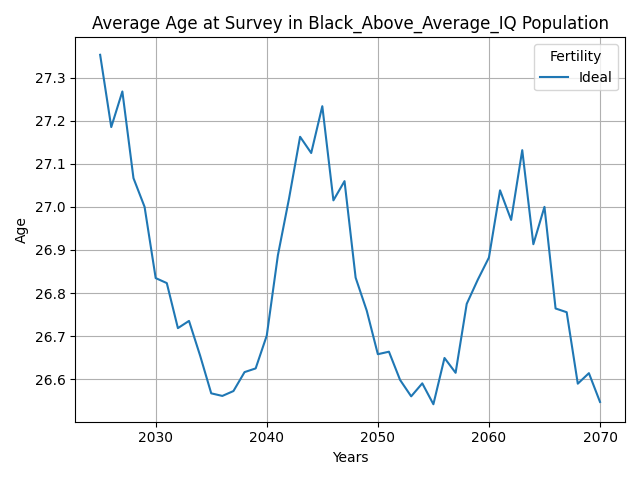 Average Age at Survey in Black_Above_Average_IQ Population
Fertility
Ideal
27.3
27.2
27.1
27.0
26.9
26.8
26.7
26.6
Age
2030 2040 2050 2060 2070
Years